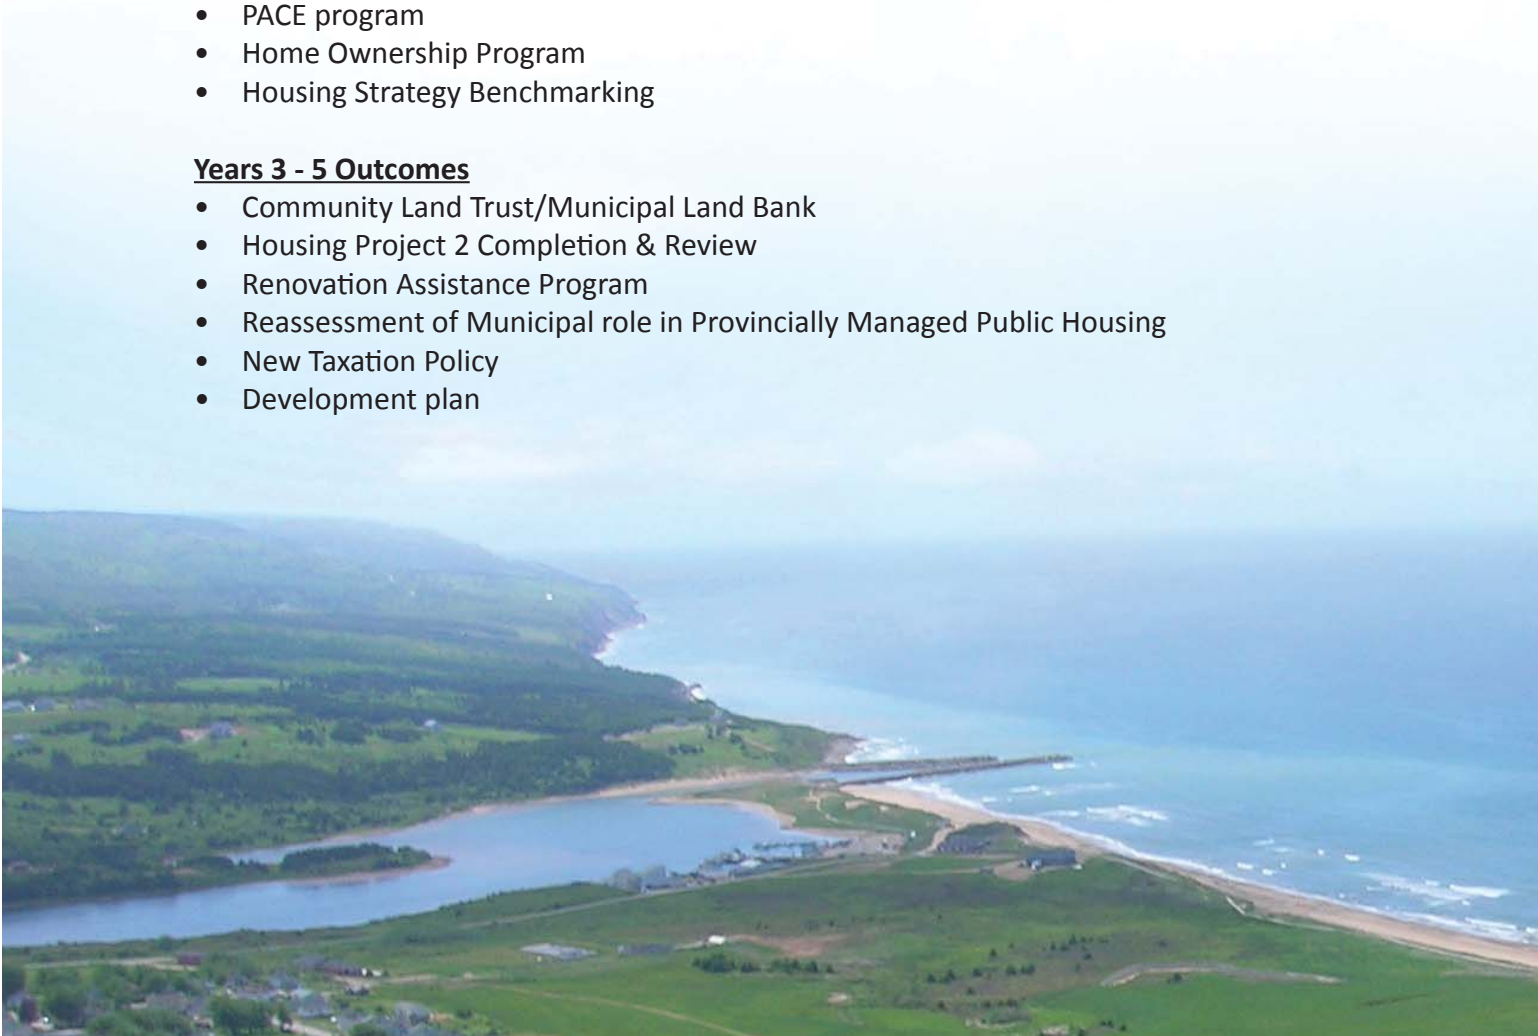 • PACE program
• Home Ownership Program
• Housing Strategy Benchmarking
Years 3 - 5 Outcomes
• Community Land Trust/Municipal Land Bank
• Housing Project 2 Completion & Review
• Renovation Assistance Program
• Reassessment of Municipal role in Provincially Managed Public Housing
• New Taxation Policy
• Development plan